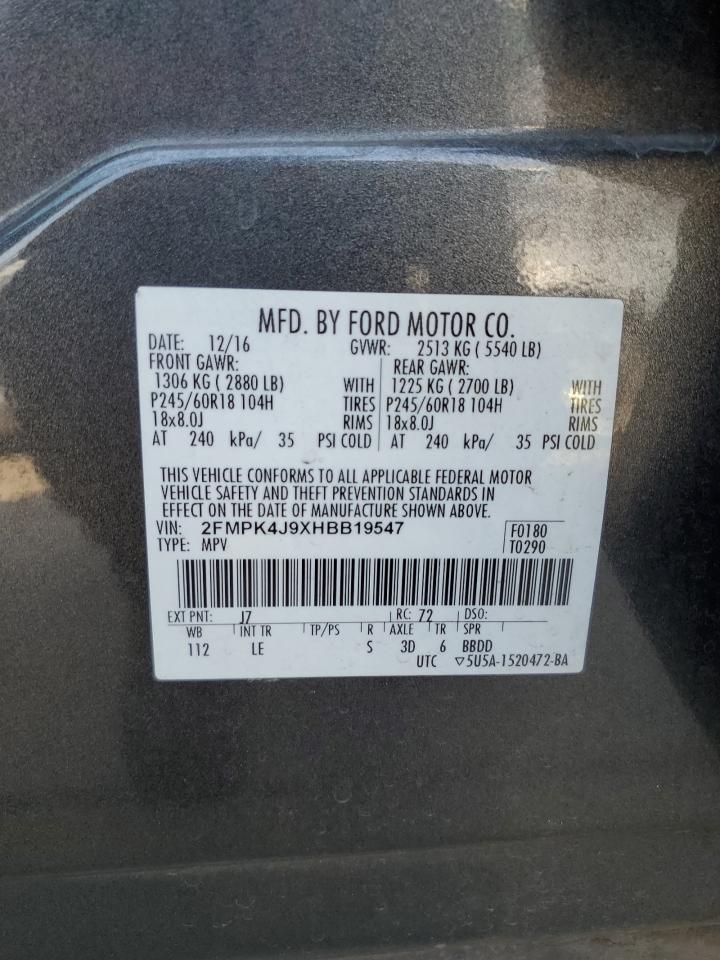 MFD. BY FORD MOTOR CO.
DATE: 12/16 GVWR: 2513 KG ( 5540 LB)
FRONT GAWR: REAR GAWR:
1306 KG ( 2880 LB) WITH 1225 KG ( 2700 LB) WITH
P245/60R18 104H TIRES P245/60R18 104H TIRES
18x8.0J RIMS 18x8.0J RIMS
AT 240 kPa/ 35 PSI COLD AT 240 kPa/ 35 PSI COLD
THIS VEHICLE CONFORMS TO ALL APPLICABLE FEDERAL MOTOR
VEHICLE SAFETY AND THEFT PREVENTION STANDARDS IN
EFFECT ON THE DATE OF MANUFACTURE SHOWN ABOVE.
VIN: 2FMPK4J9XHBB19547 F0180
TYPE: MPV T0290
EXT PNT: J7 RC: 72 DSO:
WB INT TR TP/PS R AXLE TR SPR
112 LE S 3D 6 BBDD
UTC ▽5U5A-1520472-BA